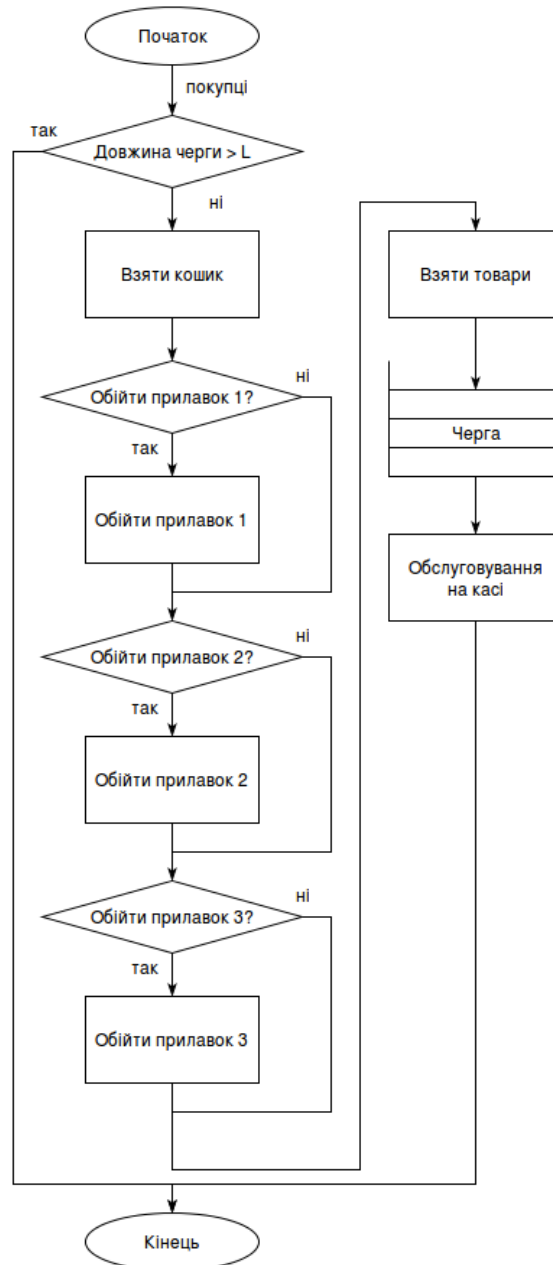 Початок
покупці
так
Довжина черги > L
ні
Взяти кошик
ні
Обійти прилавок 1?
так
Обійти прилавок 1
ні
Обійти прилавок 2?
так
Обійти прилавок 2
ні
Обійти прилавок 3?
так
Обійти прилавок 3
Взяти товари
Черга
Обслуговування
на касі
Кінець